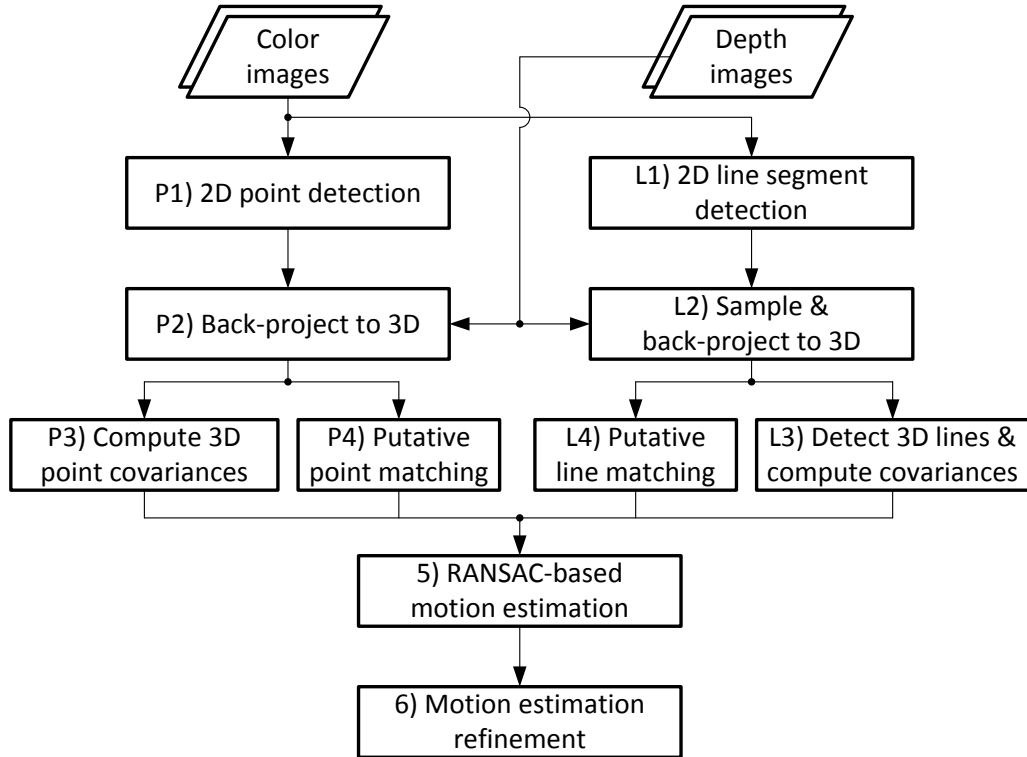 Color
images
Depth
images
P1) 2D point detection
L1) 2D line segment
detection
P2) Back-project to 3D
L2) Sample &
back-project to 3D
P3) Compute 3D
point covariances
P4) Putative
point matching
L4) Putative
line matching
L3) Detect 3D lines &
compute covariances
5) RANSAC-based
motion estimation
6) Motion estimation
refinement